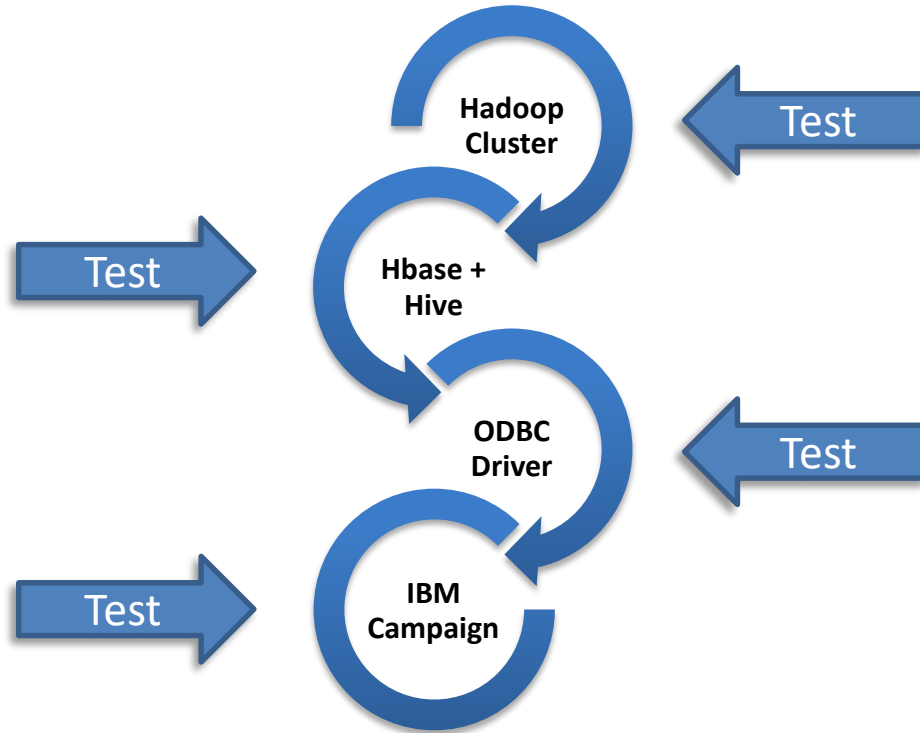 Hadoop
Cluster
Test
Test
Hbase +
Hive
ODBC
Driver
Test
Test
IBM
Campaign